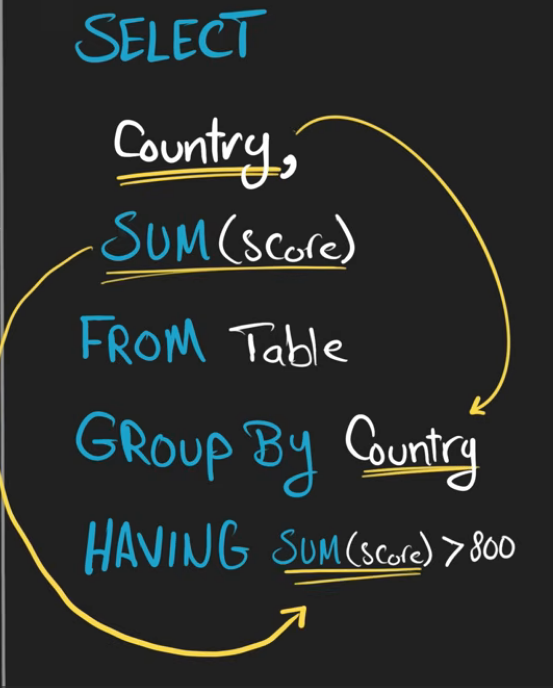 SELECT
Country,
SUM(Score)
FROM Table
GROUP By Country
HAVING SUM(Score) >800